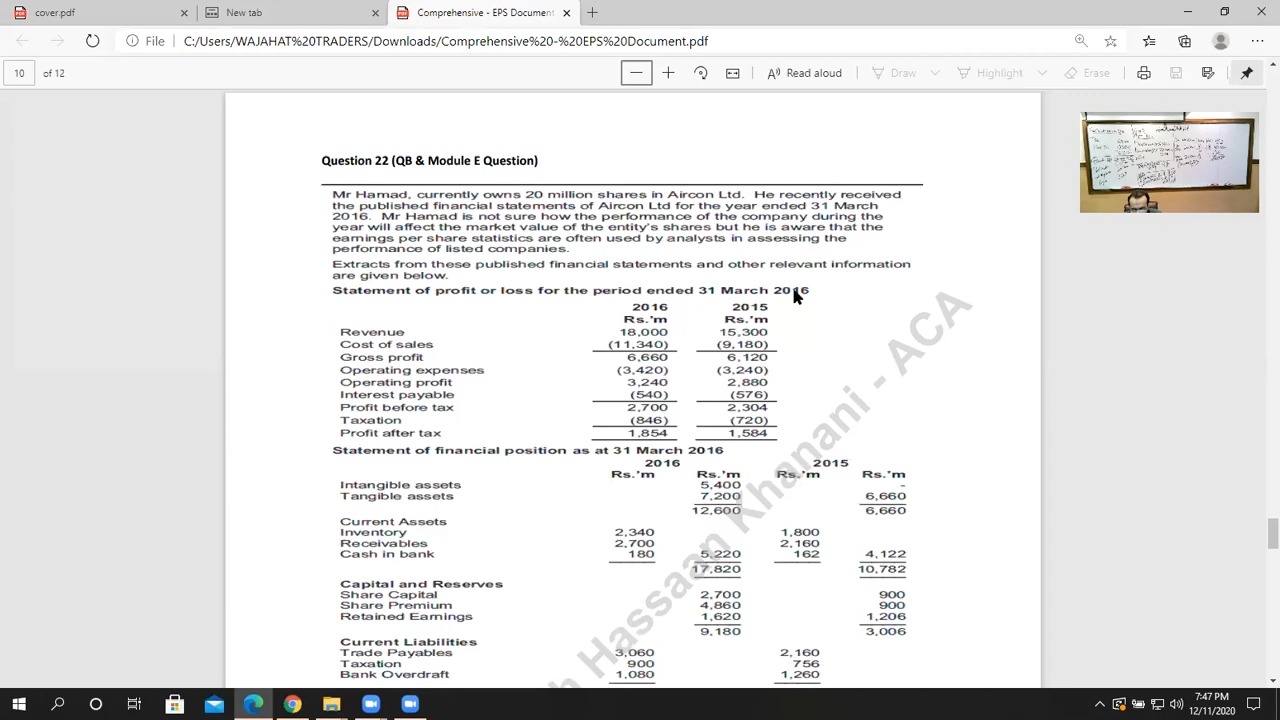 cover.pdf
New tab
Comprehensive - EPS Document.pdf
File C:/Users/WAJAHAT%20TRADERS/Downloads/Comprehensive%20-%20EPS%20Document.pdf
10 of 12
Read aloud
Draw
Highlight
Erase
Question 22 (QB & Module E Question)
Mr Hamad, currently owns 20 million shares in Aircon Ltd. He recently received
the published financial statements of Aircon Ltd for the year ended 31 March
2016. Mr Hamad is not sure how the performance of the company during the
year will affect the market value of the entity's shares but he is aware that the
earnings per share statistics are often used by analysts in assessing the
performance of listed companies.
Extracts from these published financial statements and other relevant information
are given below.
Statement of profit or loss for the period ended 31 March 2016
2016 2015
Rs.'m Rs.'m
Revenue 18,000 15,300
Cost of sales (11,340) (9,180)
Gross profit 6,660 6,120
Operating expenses (3,420) (3,240)
Operating profit 3,240 2,880
Interest payable (540) (576)
Profit before tax 2,700 2,304
Taxation (846) (720)
Profit after tax 1,854 1,584
Statement of financial position as at 31 March 2016
2016 2015
Rs.'m Rs.'m Rs.'m Rs.'m
Intangible assets 5,400 -
Tangible assets 7,200 6,660
12,600 6,660
Current Assets
Inventory 2,340 1,800
Receivables 2,700 2,160
Cash in bank 180 5,220 162 4,122
17,820 10,782
Capital and Reserves
Share Capital 2,700 900
Share Premium 4,860 900
Retained Earnings 1,620 1,206
9,180 3,006
Current Liabilities
Trade Payables 3,060 2,160
Taxation 900 756
Bank Overdraft 1,080 1,260
h Hassaan Khanani - ACA
7:47 PM
12/11/2020